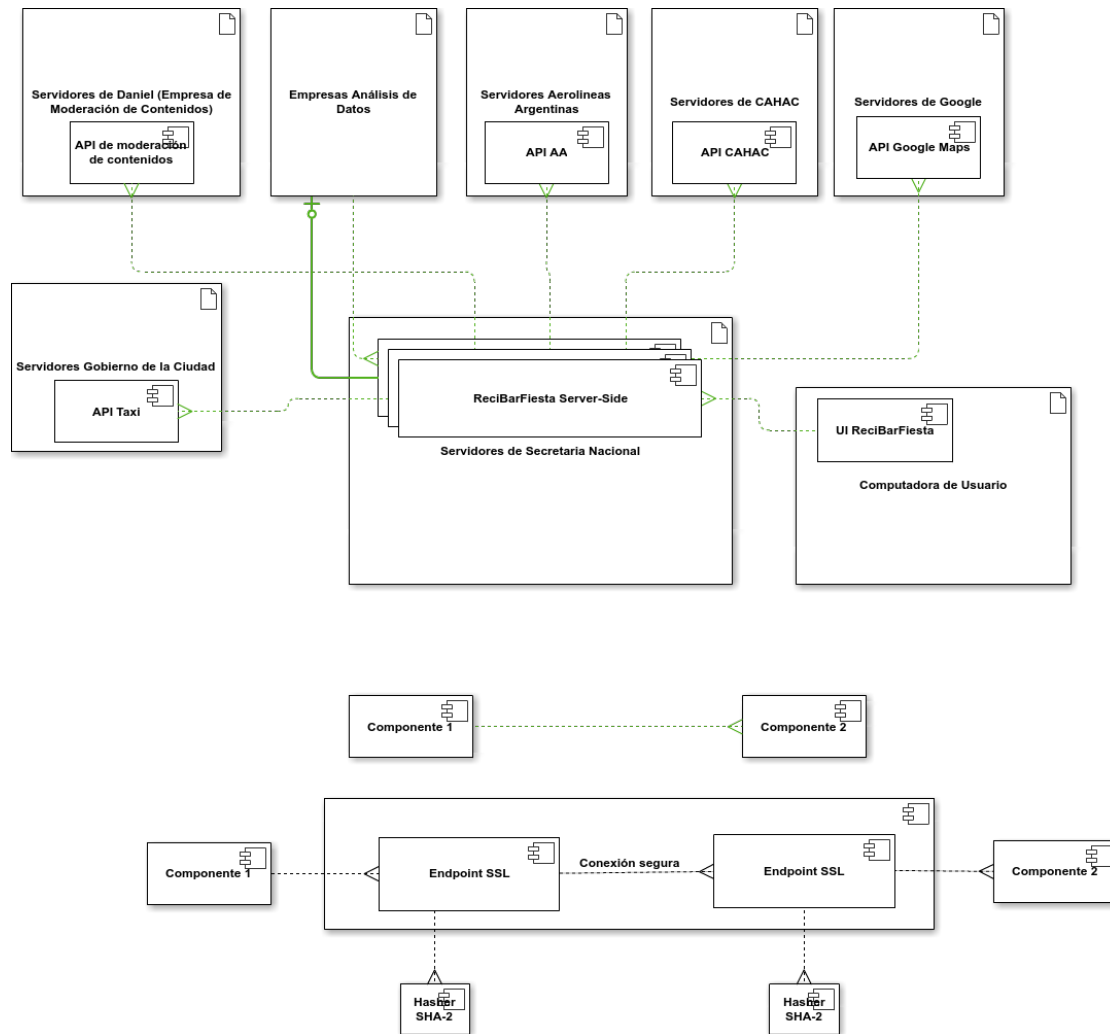 Servidores de Daniel (Empresa de
Moderación de Contenidos)
API de moderación
de contenidos
Empresas Análisis de
Datos
Servidores Aerolineas
Argentinas
API AA
Servidores de CAHAC
API CAHAC
Servidores de Google
API Google Maps
Servidores Gobierno de la Ciudad
API Taxi
ReciBarFiesta Server-Side
Servidores de Secretaria Nacional
UI ReciBarFiesta
Computadora de Usuario
Componente 1
Componente 2
Componente 1
Endpoint SSL
Conexión segura
Endpoint SSL
Componente 2
Hasher
SHA-2
Hasher
SHA-2